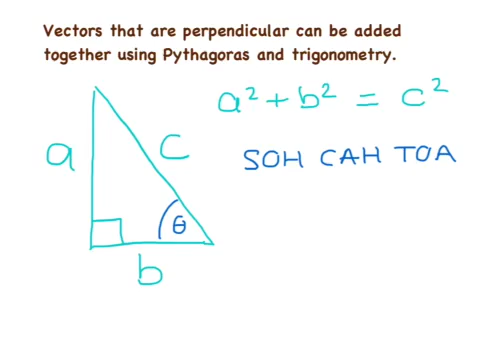 Vectors that are perpendicular can be added
together using Pythagoras and trigonometry.
a² + b² = c²
SOH CAH TOA
a
c
θ
b